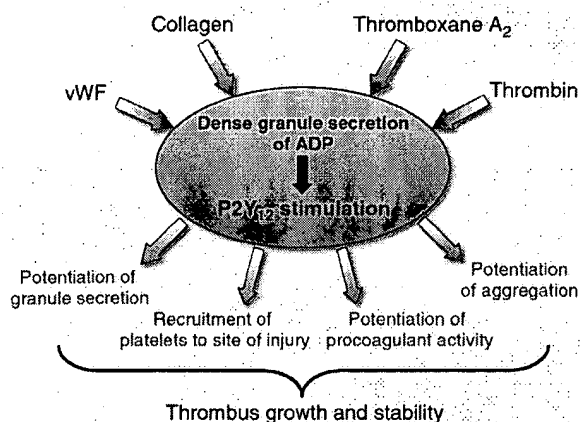 Collagen
Thromboxane A₂
vWF
Thrombin
Dense granule secretion
of ADP
P2Y₁₂ stimulation
Potentiation of
granule secretion
Recruitment of
platelets to site of injury
Potentiation of
procoagulant activity
Potentiation
of aggregation
Thrombus growth and stability